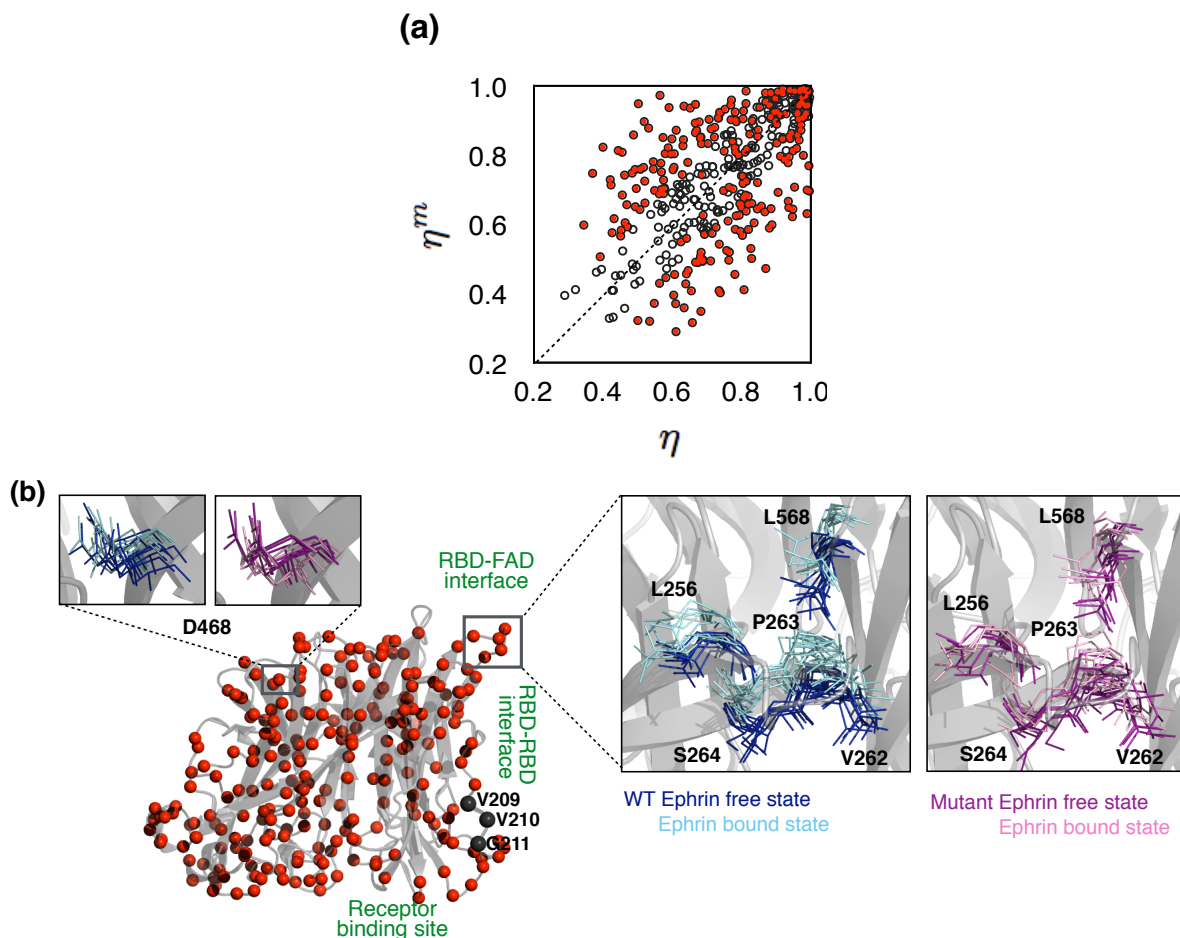 (a)
1.0
0.8
0.6
0.4
0.2
η^m
0.2 0.4 0.6 0.8 1.0
η
(b)
D468
RBD-FAD
interface
RBD-RBD
interface
V209
V210
G211
Receptor
binding site
L568
L256
P263
S264
V262
WT Ephrin free state
Ephrin bound state
L568
L256
P263
S264
V262
Mutant Ephrin free state
Ephrin bound state